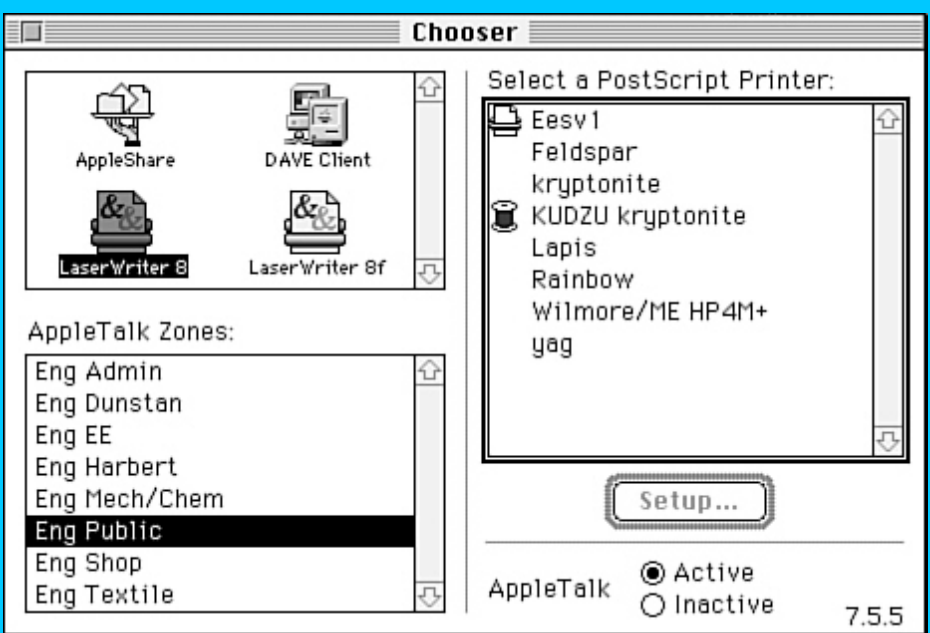 Chooser
AppleShare
DAVE Client
LaserWriter 8
LaserWriter 8f
AppleTalk Zones:
Eng Admin
Eng Dunstan
Eng EE
Eng Harbert
Eng Mech/Chem
Eng Public
Eng Shop
Eng Textile
Select a PostScript Printer:
Eesv1
Feldspar
kryptonite
KUDZU kryptonite
Lapis
Rainbow
Wilmore/ME HP4M+
yag
Setup...
AppleTalk
Active
Inactive
7.5.5